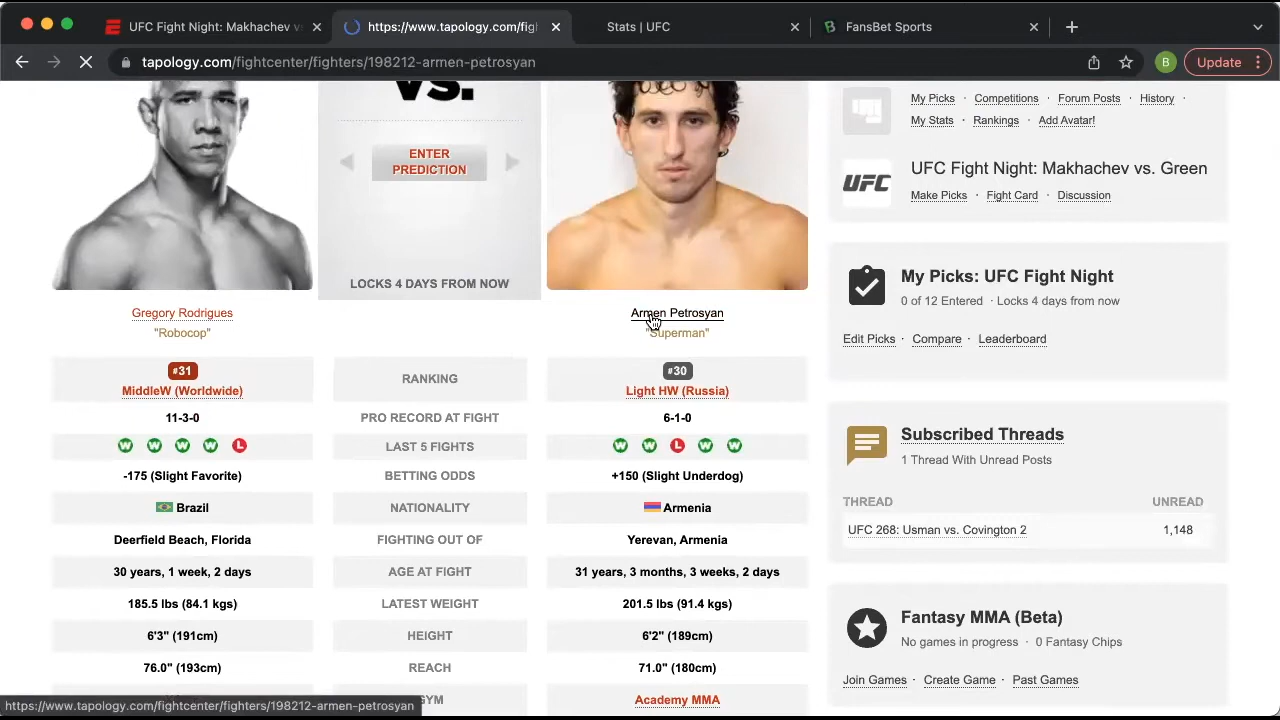 UFC Fight Night: Makhachev vs
https://www.tapology.com/fig
Stats | UFC
FansBet Sports
tapology.com/fightcenter/fighters/198212-armen-petrosyan
B
Update
VS.
ENTER
PREDICTION
LOCKS 4 DAYS FROM NOW
Gregory Rodrigues
"Robocop"
Armen Petrosyan
"Superman"
#31
MiddleW (Worldwide)
RANKING
#30
Light HW (Russia)
11-3-0
PRO RECORD AT FIGHT
6-1-0
W W W W L
LAST 5 FIGHTS
W W L W W
-175 (Slight Favorite)
BETTING ODDS
+150 (Slight Underdog)
Brazil
NATIONALITY
Armenia
Deerfield Beach, Florida
FIGHTING OUT OF
Yerevan, Armenia
30 years, 1 week, 2 days
AGE AT FIGHT
31 years, 3 months, 3 weeks, 2 days
185.5 lbs (84.1 kgs)
LATEST WEIGHT
201.5 lbs (91.4 kgs)
6'3" (191cm)
HEIGHT
6'2" (189cm)
76.0" (193cm)
REACH
71.0" (180cm)
GYM
Academy MMA
My Picks · Competitions · Forum Posts · History ·
My Stats · Rankings · Add Avatar!
UFC
UFC Fight Night: Makhachev vs. Green
Make Picks · Fight Card · Discussion
My Picks: UFC Fight Night
0 of 12 Entered · Locks 4 days from now
Edit Picks · Compare · Leaderboard
Subscribed Threads
1 Thread With Unread Posts
THREAD UNREAD
UFC 268: Usman vs. Covington 2 1,148
Fantasy MMA (Beta)
No games in progress · 0 Fantasy Chips
Join Games · Create Game · Past Games
https://www.tapology.com/fightcenter/fighters/198212-armen-petrosyan